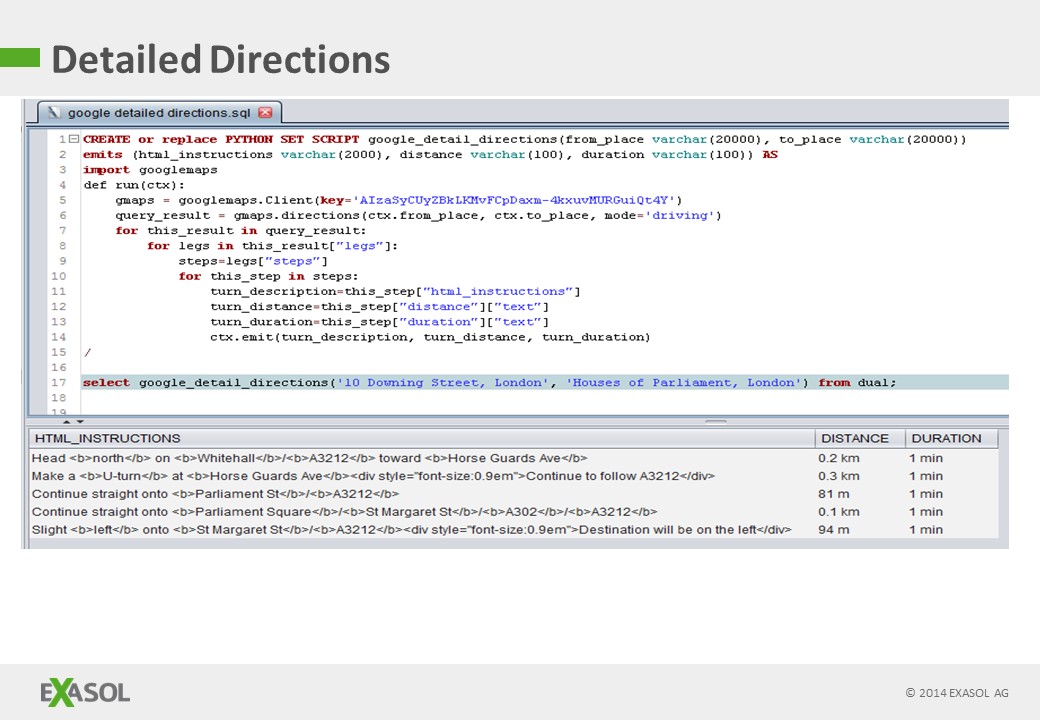 Detailed Directions
google detailed directions.sql
1 CREATE or replace PYTHON SET SCRIPT google_detail_directions(from_place varchar(20000), to_place varchar(20000))
2 emits (html_instructions varchar(2000), distance varchar(100), duration varchar(100)) AS
3 import googlemaps
4 def run(ctx):
5 gmaps = googlemaps.Client(key='AIzaSyCUyZBkLKMvFCpDaxm-4kxuvMURGuiQt4Y')
6 query_result = gmaps.directions(ctx.from_place, ctx.to_place, mode='driving')
7 for this_result in query_result:
8 for legs in this_result["legs"]:
9 steps=legs["steps"]
10 for this_step in steps:
11 turn_description=this_step["html_instructions"]
12 turn_distance=this_step["distance"]["text"]
13 turn_duration=this_step["duration"]["text"]
14 ctx.emit(turn_description, turn_distance, turn_duration)
15 /
16
17 select google_detail_directions('10 Downing Street, London', 'Houses of Parliament, London') from dual;
18
19
HTML_INSTRUCTIONS DISTANCE DURATION
Head <b>north</b> on <b>Whitehall</b>/<b>A3212</b> toward <b>Horse Guards Ave</b> 0.2 km 1 min
Make a <b>U-turn</b> at <b>Horse Guards Ave</b><div style="font-size:0.9em">Continue to follow A3212</div> 0.3 km 1 min
Continue straight onto <b>Parliament St</b>/<b>A3212</b> 81 m 1 min
Continue straight onto <b>Parliament Square</b>/<b>St Margaret St</b>/<b>A302</b>/<b>A3212</b> 0.1 km 1 min
Slight <b>left</b> onto <b>St Margaret St</b>/<b>A3212</b><div style="font-size:0.9em">Destination will be on the left</div> 94 m 1 min
EXASOL
© 2014 EXASOL AG